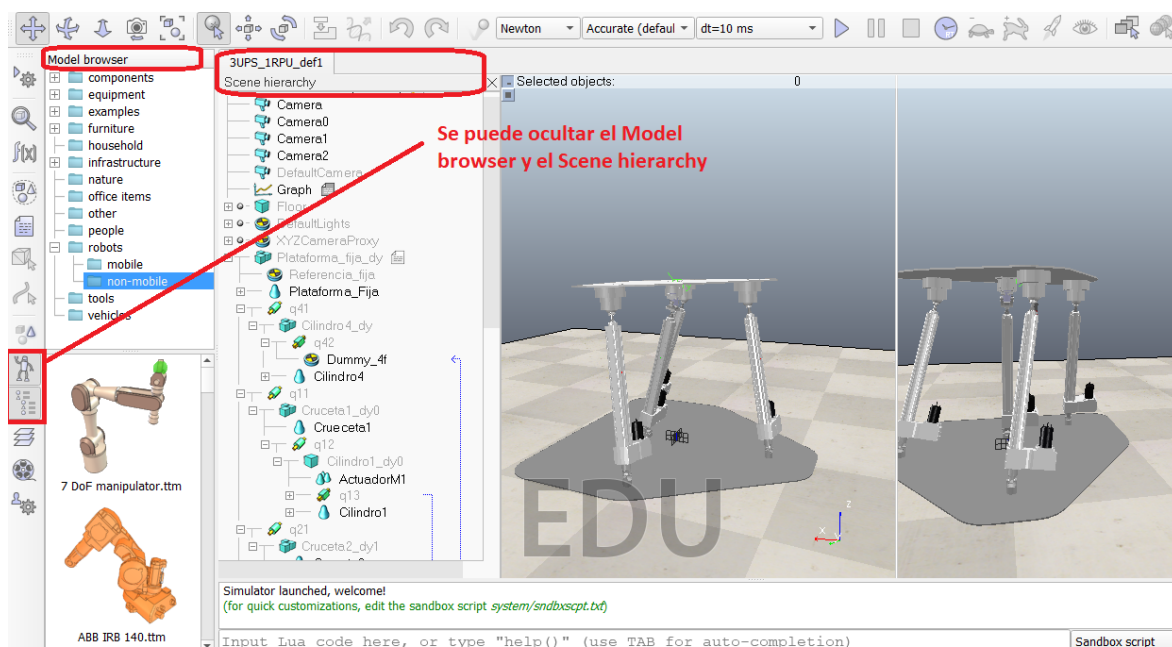 Newton
Accurate (defaul
dt=10 ms
Model browser
components
equipment
examples
furniture
household
infrastructure
nature
office items
other
people
robots
mobile
non-mobile
tools
vehicles
7 DoF manipulator.ttm
ABB IRB 140.ttm
3UPS_1RPU_def1
Scene hierarchy
Camera
Camera0
Camera1
Camera2
DefaultCamera
Graph
Floor
DefaultLights
XYZCameraProxy
Plataforma_fija_dy
Referencia_fija
Plataforma_Fija
q41
Cilindro4_dy
q42
Dummy_4f
Cilindro4
q11
Cruceta1_dy0
Crueceta1
q12
Cilindro1_dy0
ActuadorM1
q13
Cilindro1
q21
Cruceta2_dy1
Selected objects: 0
Se puede ocultar el Model
browser y el Scene hierarchy
EDU
z
x
Simulator launched, welcome!
(for quick customizations, edit the sandbox script system/sndbxscpt.txt)
Input Lua code here, or type "help()" (use TAB for auto-completion)
Sandbox script